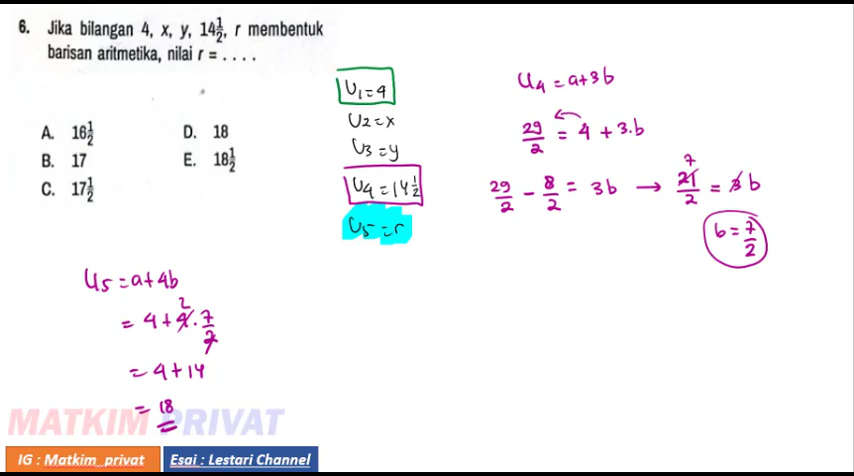 6. Jika bilangan 4, x, y, 14½, r membentuk
barisan aritmetika, nilai r = . . . .
A. 16½
B. 17
C. 17½
D. 18
E. 18½
U1 = 4
U2 = x
U3 = y
U4 = 14½
U5 = r
U4 = a+3b
29/2 = 4 + 3.b
29/2 - 8/2 = 3b → 21/2 = 3 b
7
b = 7/2
U5 = a+4b
2
= 4 + 4 . 7/2
= 4 + 14
= 18
MATKIM PRIVAT
IG : Matkim_privat
Esai : Lestari Channel